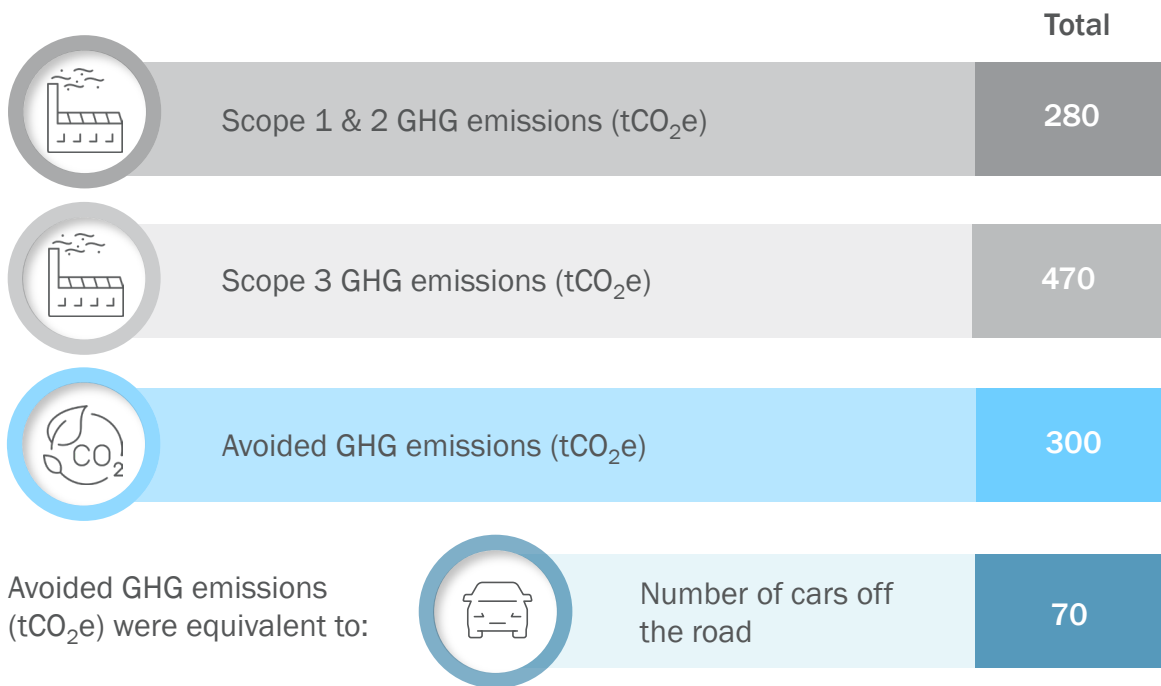 Total
Scope 1 & 2 GHG emissions (tCO₂e)
280
Scope 3 GHG emissions (tCO₂e)
470
CO₂
Avoided GHG emissions (tCO₂e)
300
Avoided GHG emissions
(tCO₂e) were equivalent to:
Number of cars off
the road
70